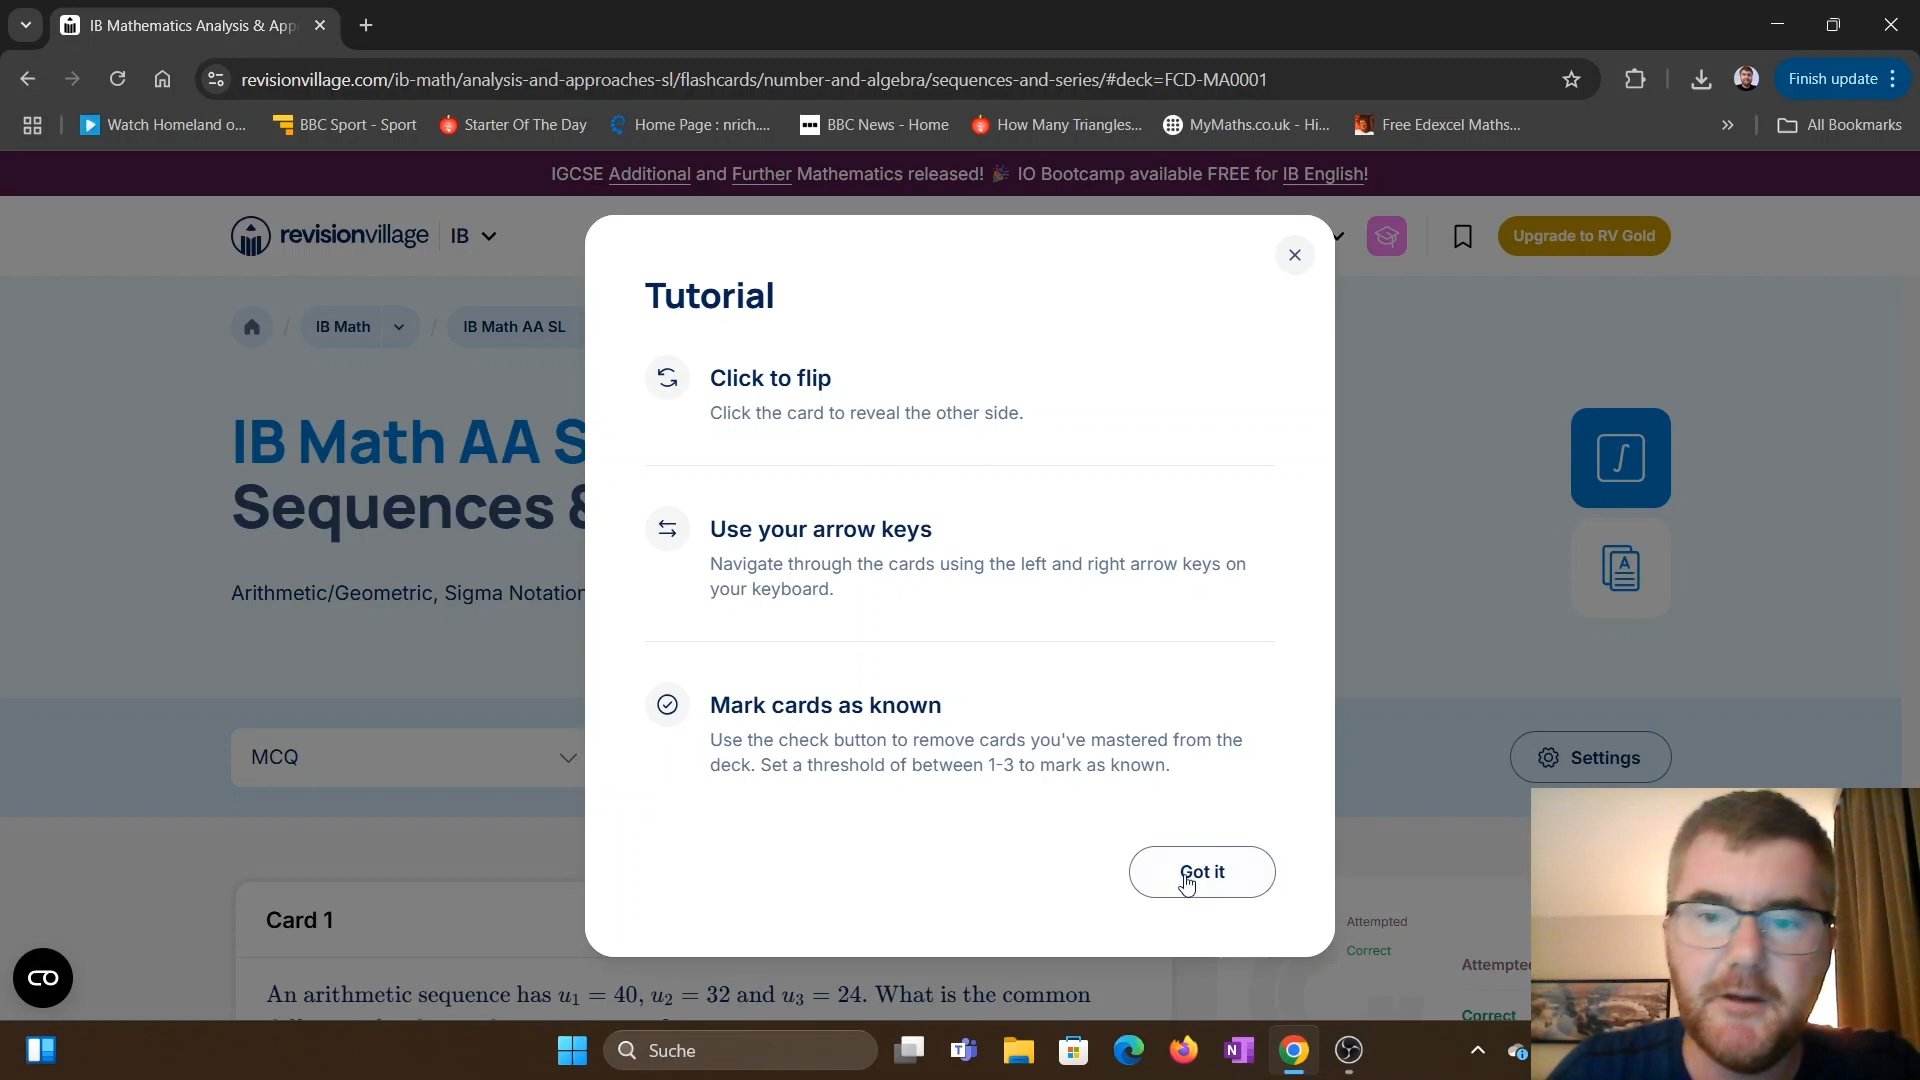 IB Mathematics Analysis & App
revisionvillage.com/ib-math/analysis-and-approaches-sl/flashcards/number-and-algebra/sequences-and-series/#deck=FCD-MA0001
Finish update
Watch Homeland o...
BBC Sport - Sport
Starter Of The Day
Home Page : nrich....
BBC News - Home
How Many Triangles...
MyMaths.co.uk - Hi...
Free Edexcel Maths...
All Bookmarks
IGCSE Additional and Further Mathematics released! 🎉 IO Bootcamp available FREE for IB English!
revisionvillage
IB
Upgrade to RV Gold
IB Math
IB Math AA SL
IB Math AA S
Sequences &
Arithmetic/Geometric, Sigma Notation
MCQ
Settings
Tutorial
Click to flip
Click the card to reveal the other side.
Use your arrow keys
Navigate through the cards using the left and right arrow keys on
your keyboard.
Mark cards as known
Use the check button to remove cards you've mastered from the
deck. Set a threshold of between 1-3 to mark as known.
Got it
Card 1
An arithmetic sequence has u₁ = 40, u₂ = 32 and u₃ = 24. What is the common
Attempted
Correct
Attempted
Correct
Suche